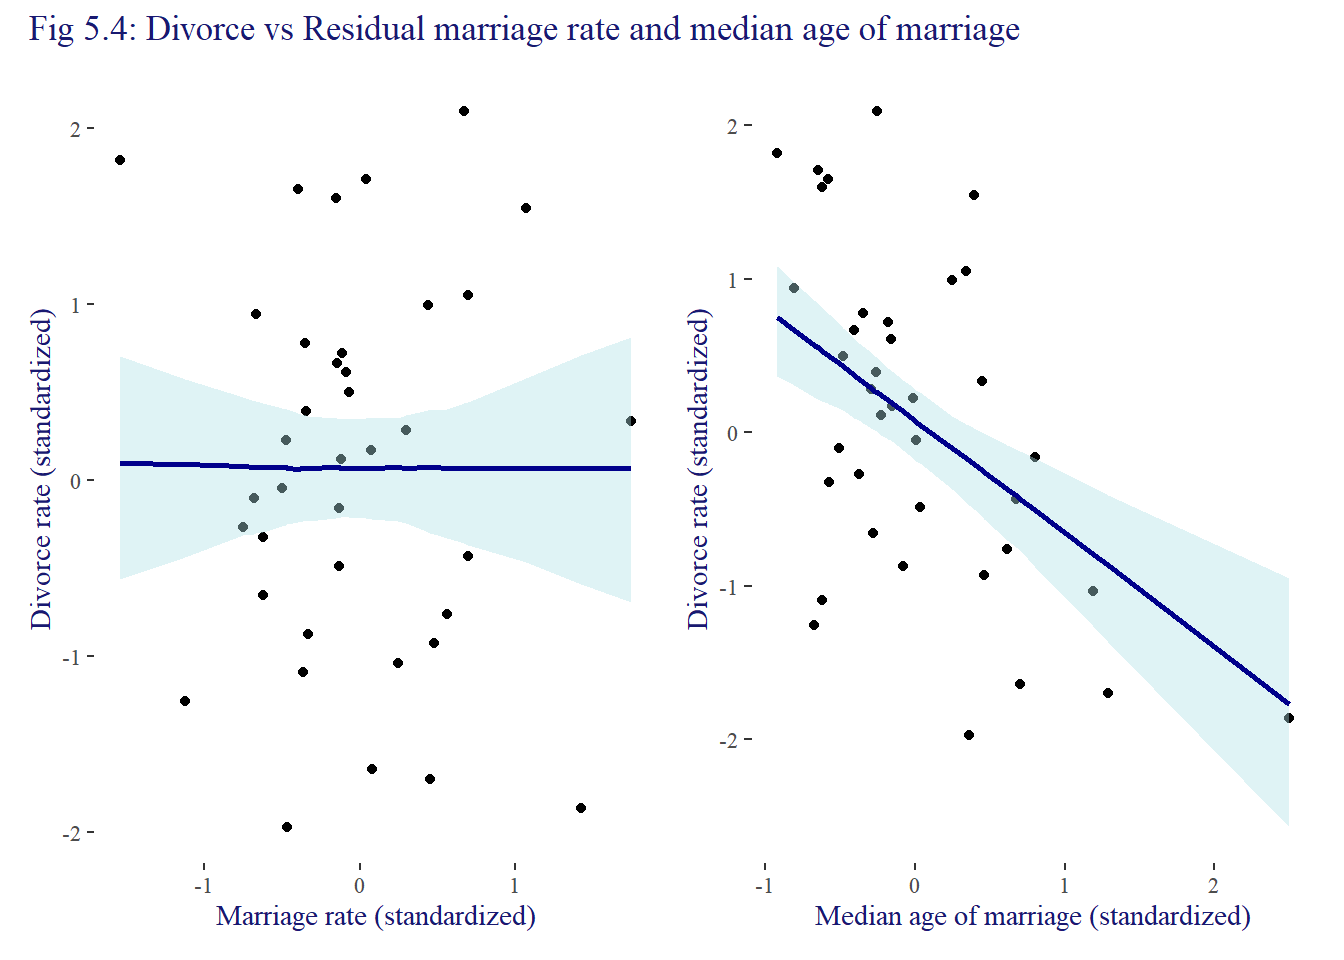 Fig 5.4: Divorce vs Residual marriage rate and median age of marriage
Divorce rate (standardized)
2
1
0
-1
-2
-1 0 1
Marriage rate (standardized)
Divorce rate (standardized)
2
1
0
-1
-2
-1 0 1 2
Median age of marriage (standardized)